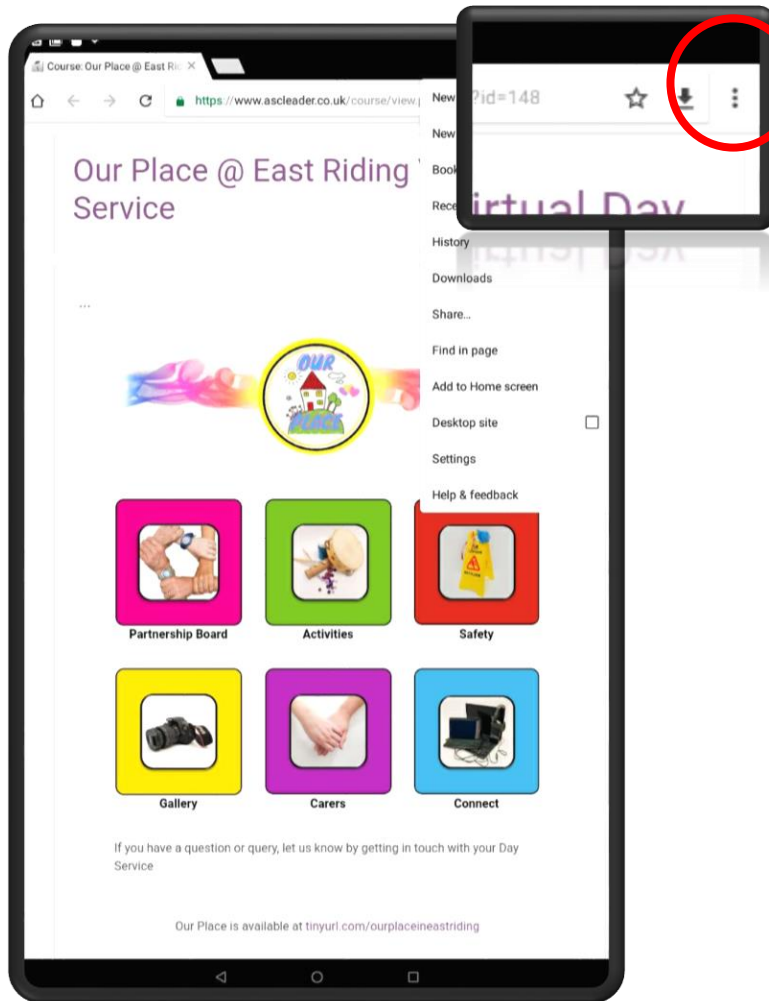 Course: Our Place @ East Ri
https://www.ascleader.co.uk/course/view.
?id=148
Our Place @ East Riding
Service
irtual Day
New
New
Book
Rece
History
Downloads
Share...
Find in page
Add to Home screen
Desktop site
Settings
Help & feedback
...
OUR
PLACE
Partnership Board
Activities
Safety
Gallery
Carers
Connect
If you have a question or query, let us know by getting in touch with your Day
Service
Our Place is available at tinyurl.com/ourplaceineastriding